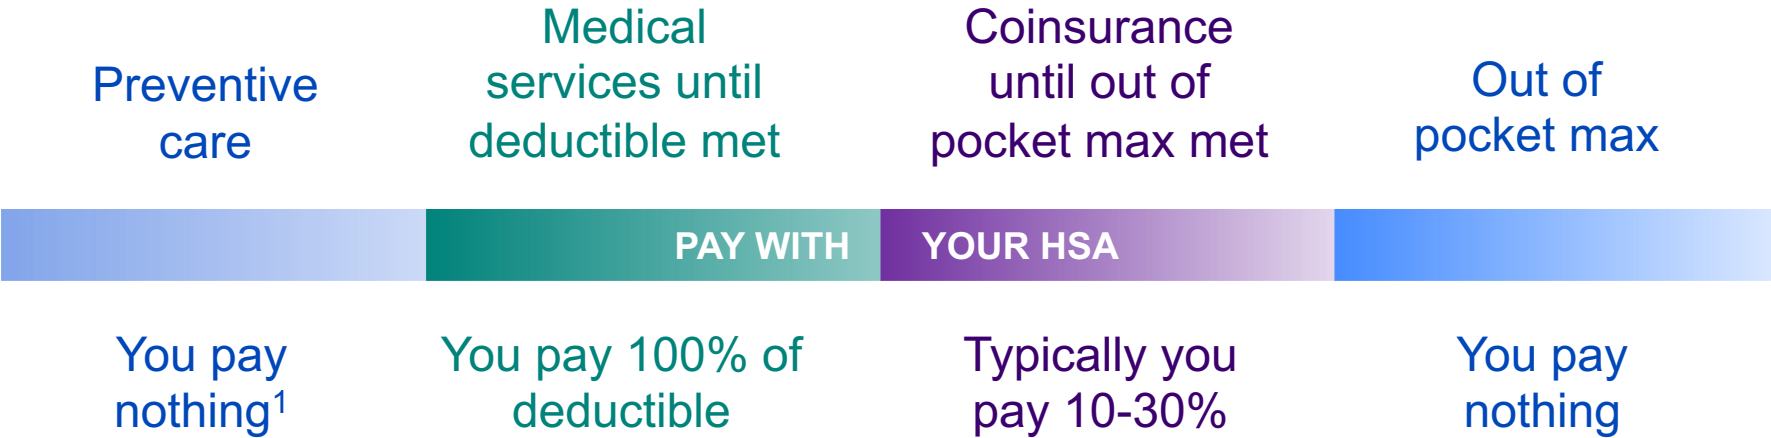 Preventive
care
Medical
services until
deductible met
Coinsurance
until out of
pocket max met
Out of
pocket max
PAY WITH YOUR HSA
You pay
nothing1
You pay 100% of
deductible
Typically you
pay 10-30%
You pay
nothing